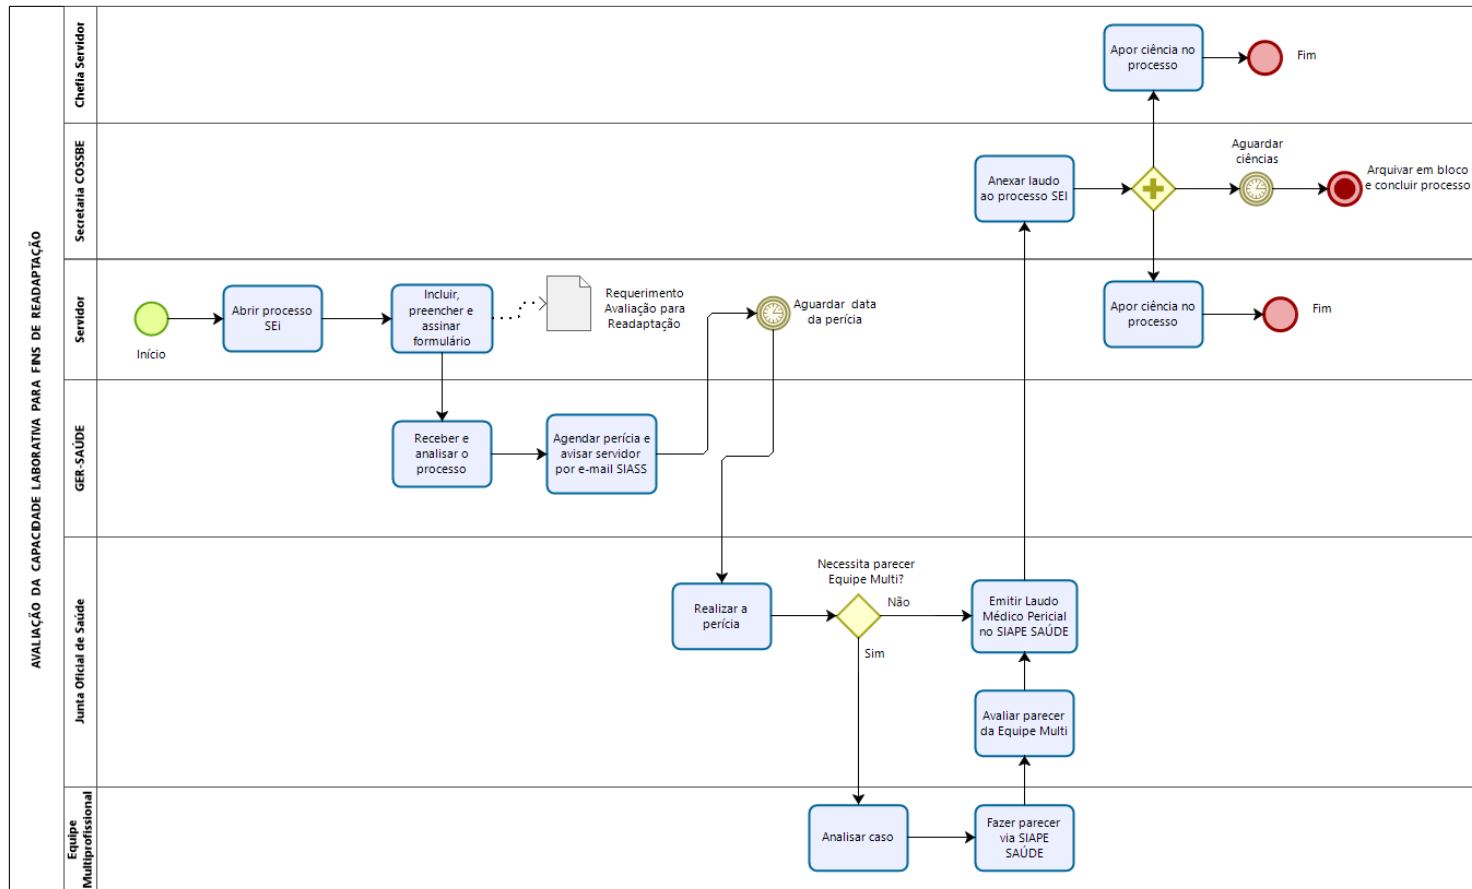 AVALIAÇÃO DA CAPACIDADE LABORATIVA PARA FINS DE READAPTAÇÃO
Chefia Servidor
Apor ciência no
processo
Fim
Secretaria COSSBE
Anexar laudo
ao processo SEI
Aguardar
ciências
Arquivar em bloco
e concluir processo
Servidor
Início
Abrir processo
SEi
Incluir,
preencher e
assinar
formulário
Requerimento
Avaliação para
Readaptação
Aguardar data
da perícia
Apor ciência no
processo
Fim
GER-SAÚDE
Receber e
analisar o
processo
Agendar perícia e
avisar servidor
por e-mail SIASS
Junta Oficial de Saúde
Realizar a
perícia
Necessita parecer
Equipe Multi?
Não
Sim
Emitir Laudo
Médico Pericial
no SIAPE SAÚDE
Avaliar parecer
da Equipe Multi
Equipe
Multiprofissional
Analisar caso
Fazer parecer
via SIAPE
SAÚDE